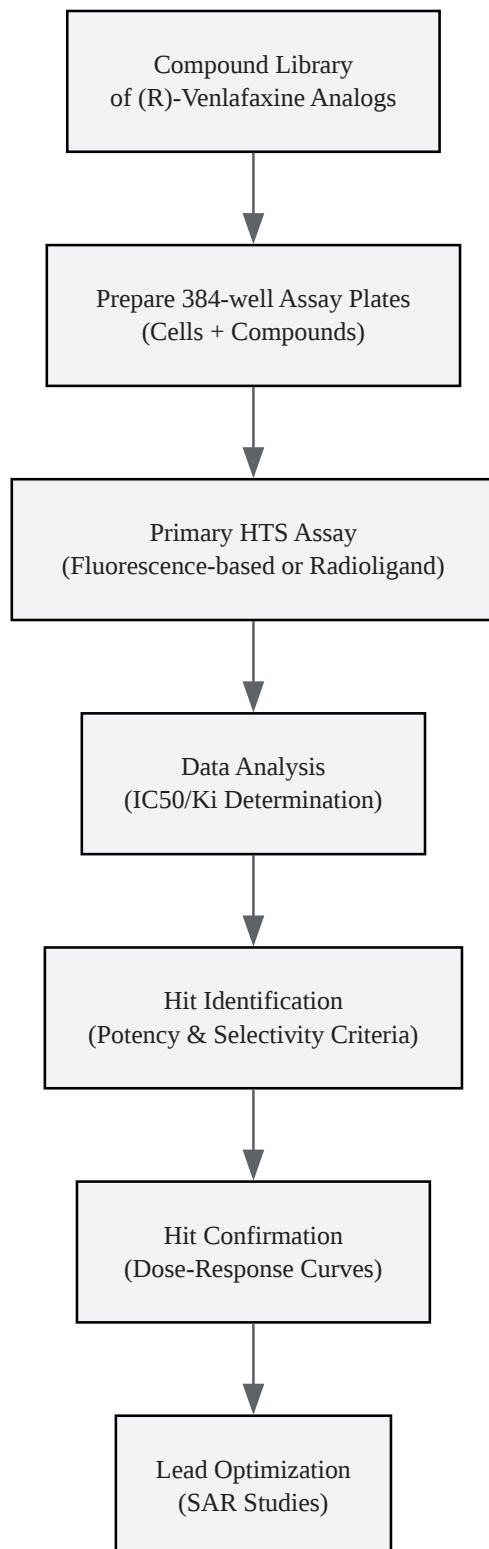 Compound Library
of (R)-Venlafaxine Analogs
Prepare 384-well Assay Plates
(Cells + Compounds)
Primary HTS Assay
(Fluorescence-based or Radioligand)
Data Analysis
(IC50/Ki Determination)
Hit Identification
(Potency & Selectivity Criteria)
Hit Confirmation
(Dose-Response Curves)
Lead Optimization
(SAR Studies)